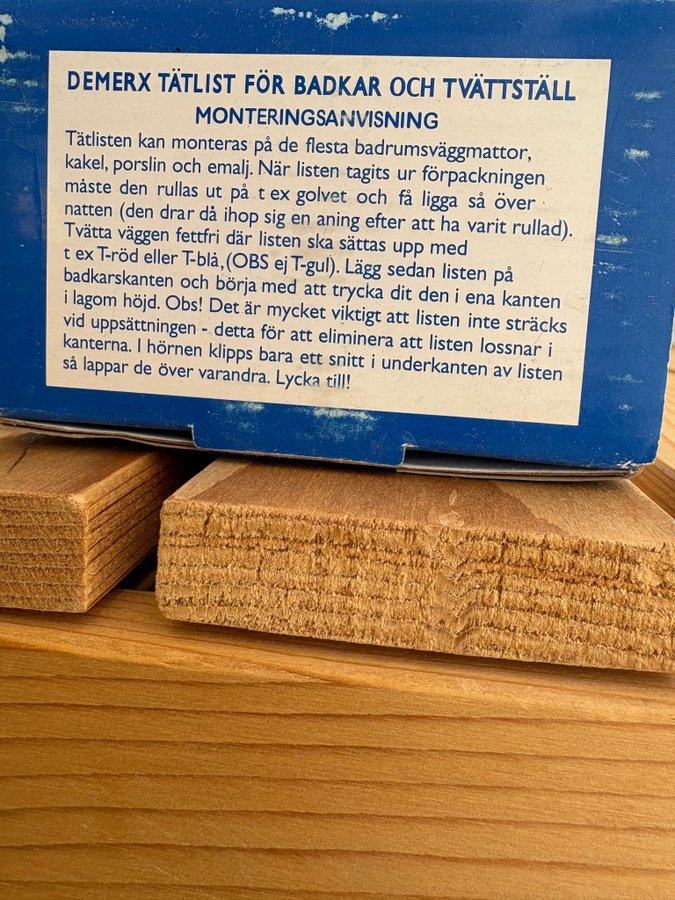 DEMERX TÄTLIST FÖR BADKAR OCH TVÄTTSTÄLL
MONTERINGSANVISNING
Tätlisten kan monteras på de flesta badrumsväggmattor,
kakel, porslin och emalj. När listen tagits ur förpackningen
måste den rullas ut på t ex golvet och få ligga så över
natten (den drar då ihop sig en aning efter att ha varit rullad).
Tvätta väggen fettfri där listen ska sättas upp med
t ex T-röd eller T-blå,(OBS ej T-gul). Lägg sedan listen på
badkarskanten och börja med att trycka dit den i ena kanten
i lagom höjd. Obs! Det är mycket viktigt att listen inte sträcks
vid uppsättningen - detta för att eliminera att listen lossnar i
kanterna. I hörnen klipps bara ett snitt i underkanten av listen
så lappar de över varandra. Lycka till!